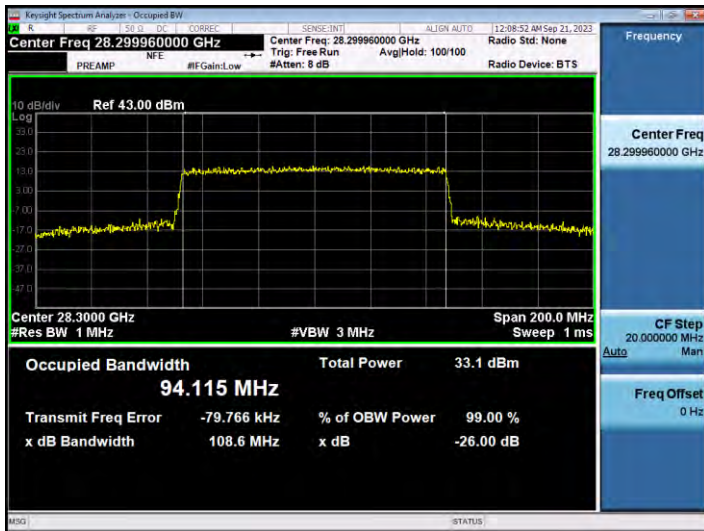 Keysight Spectrum Analyzer - Occupied BW
R RF 50 Ω DC CORREC SENSE:INT ALIGN AUTO 12:08:52 AM Sep 21, 2023
Center Freq 28.299960000 GHz
Center Freq: 28.299960000 GHz Radio Std: None
NFE Trig: Free Run Avg|Hold: 100/100
PREAMP #IFGain:Low #Atten: 8 dB Radio Device: BTS
10 dB/div Ref 43.00 dBm
Log
33.0
23.0
13.0
3.00
-7.00
-17.0
-27.0
-37.0
-47.0
Center 28.3000 GHz Span 200.0 MHz
#Res BW 1 MHz #VBW 3 MHz Sweep 1 ms
Occupied Bandwidth Total Power 33.1 dBm
94.115 MHz
Transmit Freq Error -79.766 kHz % of OBW Power 99.00 %
x dB Bandwidth 108.6 MHz x dB -26.00 dB
Frequency
Center Freq
28.299960000 GHz
CF Step
20.000000 MHz
Auto Man
Freq Offset
0 Hz
MSG STATUS